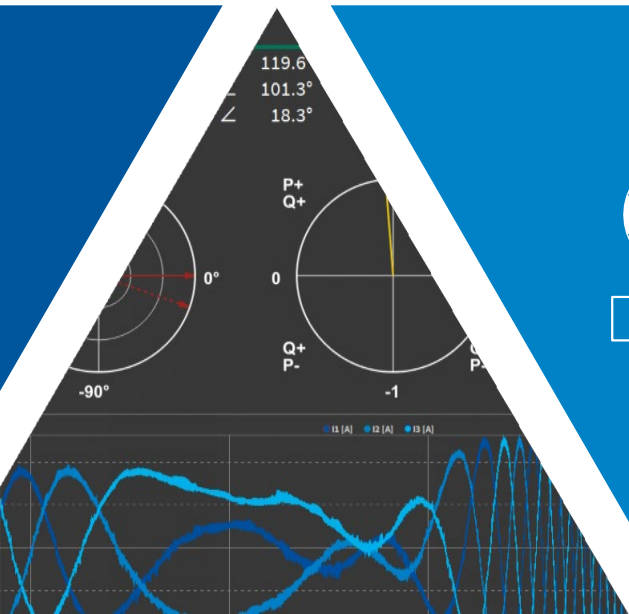 119.6
∠ 101.3°
∠ 18.3°
P+
Q+
0°
0
Q+
P-
P-
-90°
-1
I1 [A] I2 [A] I3 [A]